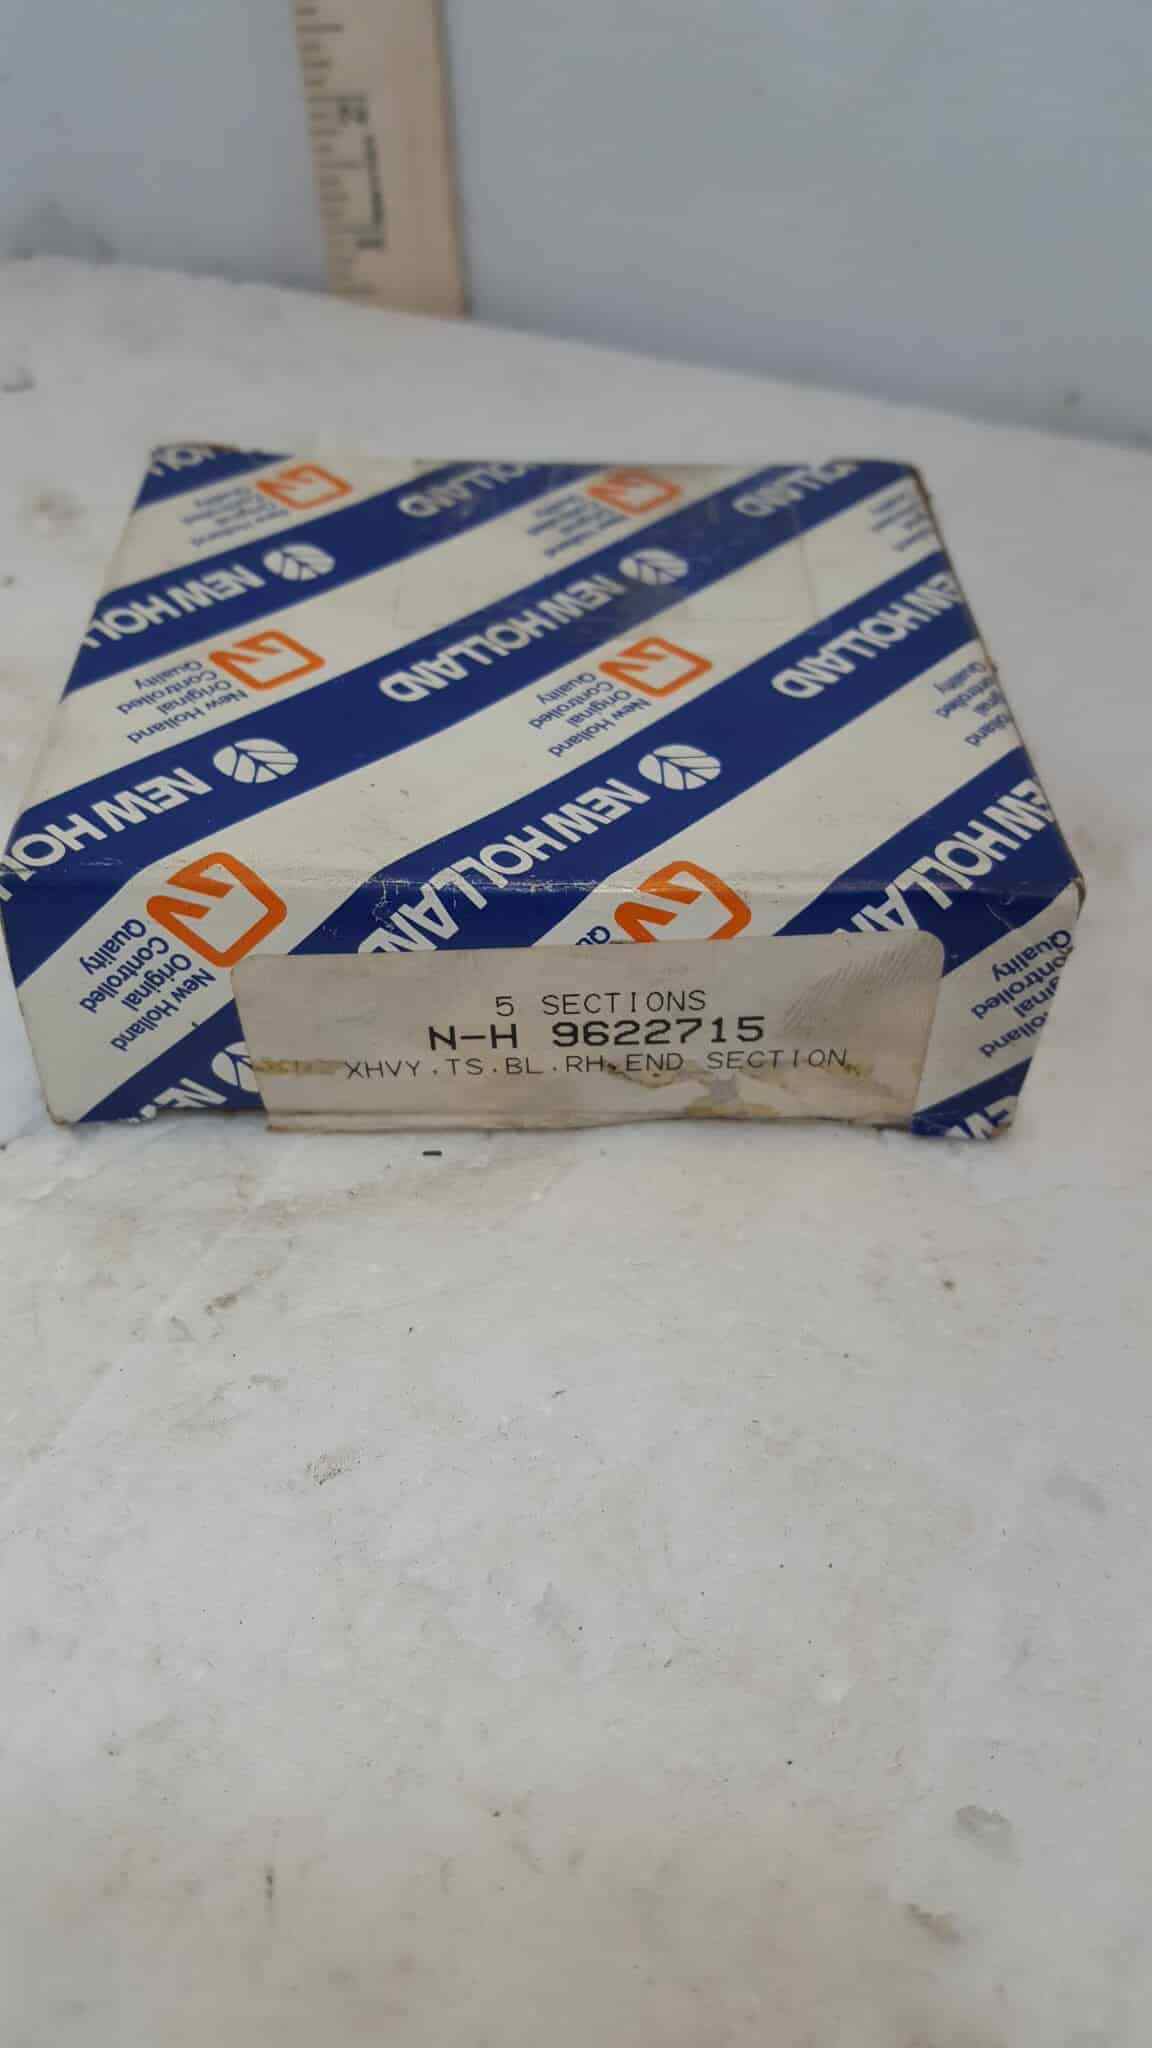 NEW HOLLAND
New Holland
Original
Controlled
Quality
NEW HOLLAND
New Holland
Original
Controlled
Quality
NEW HOLLAND
New Holland
Original
Controlled
Quality
5 SECTIONS
N-H 9622715
XHVY.TS.BL.RH.END SECTION